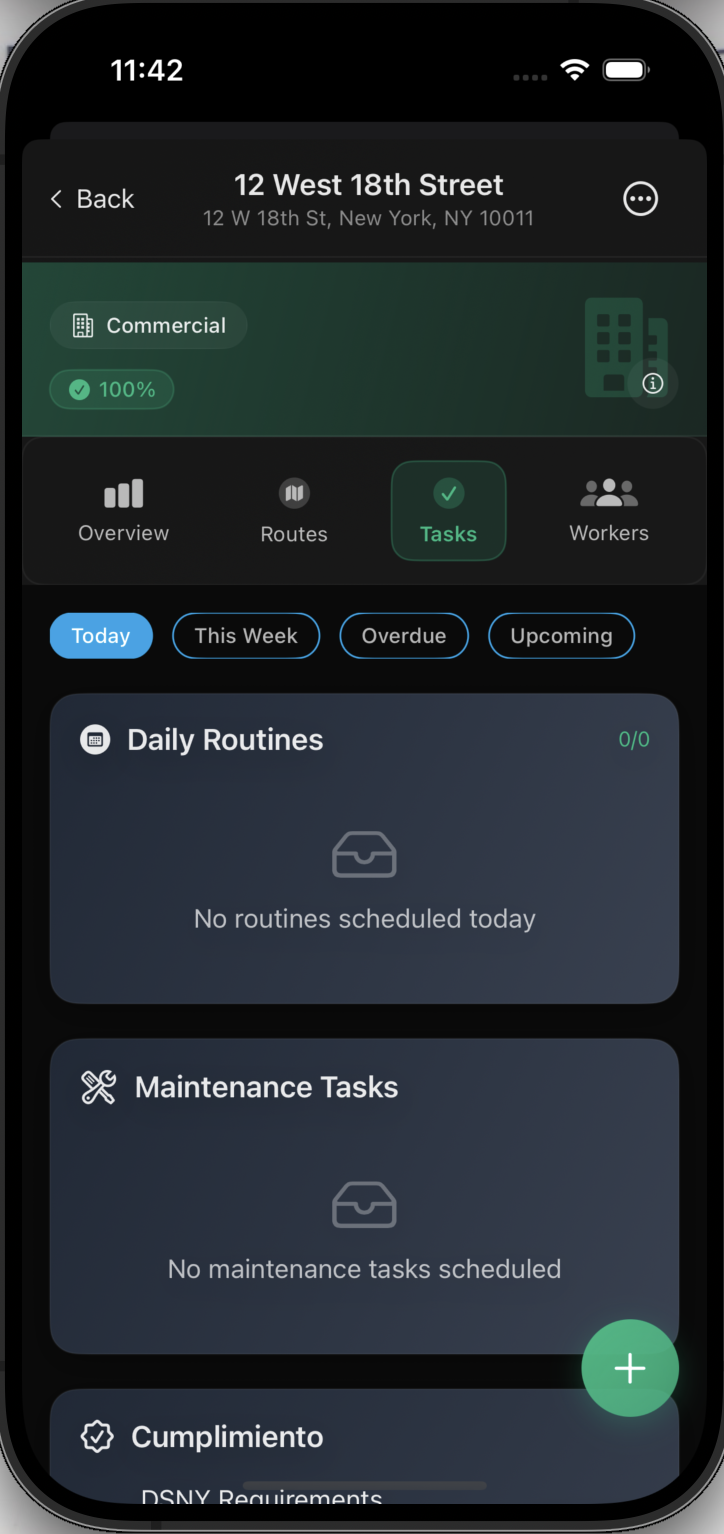 11:42
Back
12 West 18th Street
12 W 18th St, New York, NY 10011
Commercial
100%
Overview
Routes
Tasks
Workers
Today
This Week
Overdue
Upcoming
Daily Routines
0/0
No routines scheduled today
Maintenance Tasks
No maintenance tasks scheduled
Cumplimiento
DSNY Requirements